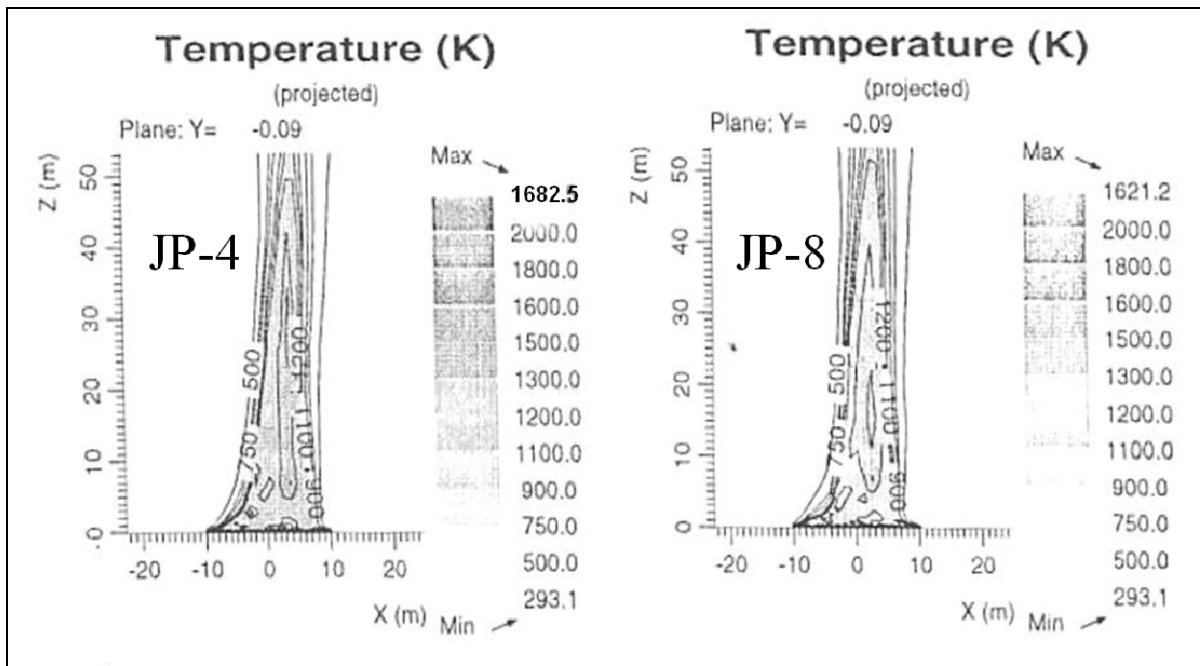 Temperature (K)
(projected)
Plane: Y= -0.09
Z (m)
50
40
30
20
10
0
JP-4
500
750
1200
1100
900
-20 -10 0 10 20
X (m)
Max
1682.5
2000.0
1800.0
1600.0
1500.0
1300.0
1200.0
1100.0
900.0
750.0
500.0
293.1
Min
Temperature (K)
(projected)
Plane: Y= -0.09
Z (m)
50
40
30
20
10
0
JP-8
500
750
1200
1100
900
-20 -10 0 10 20
X (m)
Max
1621.2
2000.0
1800.0
1600.0
1500.0
1300.0
1200.0
1100.0
900.0
750.0
500.0
293.1
Min